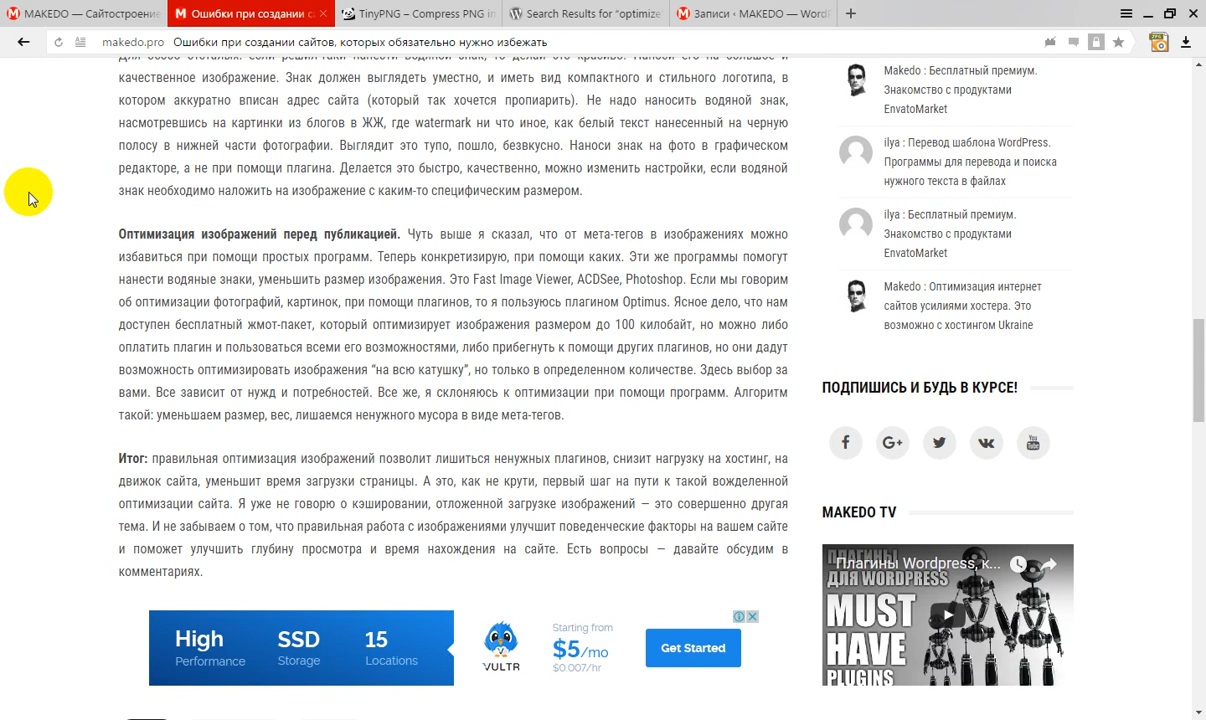 MAKEDO — Сайтостроение
Ошибки при создании са
TinyPNG – Compress PNG in
Search Results for “optimize
Записи ‹ MAKEDO — Word
makedo.pro Ошибки при создании сайтов, которых обязательно нужно избежать
качественное изображение. Знак должен выглядеть уместно, и иметь вид компактного и стильного логотипа, в
котором аккуратно вписан адрес сайта (который так хочется пропиарить). Не надо наносить водяной знак,
насмотревшись на картинки из блогов в ЖЖ, где watermark ни что иное, как белый текст нанесенный на черную
полосу в нижней части фотографии. Выглядит это тупо, пошло, безвкусно. Наноси знак на фото в графическом
редакторе, а не при помощи плагина. Делается это быстро, качественно, можно изменить настройки, если водяной
знак необходимо наложить на изображение с каким-то специфическим размером.
Оптимизация изображений перед публикацией. Чуть выше я сказал, что от мета-тегов в изображениях можно
избавиться при помощи простых программ. Теперь конкретизирую, при помощи каких. Эти же программы помогут
нанести водяные знаки, уменьшить размер изображения. Это Fast Image Viewer, ACDSee, Photoshop. Если мы говорим
об оптимизации фотографий, картинок, при помощи плагинов, то я пользуюсь плагином Optimus. Ясное дело, что нам
доступен бесплатный жмот-пакет, который оптимизирует изображения размером до 100 килобайт, но можно либо
оплатить плагин и пользоваться всеми его возможностями, либо прибегнуть к помощи других плагинов, но они дадут
возможность оптимизировать изображения “на всю катушку”, но только в определенном количестве. Здесь выбор за
вами. Все зависит от нужд и потребностей. Все же, я склоняюсь к оптимизации при помощи программ. Алгоритм
такой: уменьшаем размер, вес, лишаемся ненужного мусора в виде мета-тегов.
Итог: правильная оптимизация изображений позволит лишиться ненужных плагинов, снизит нагрузку на хостинг, на
движок сайта, уменьшит время загрузки страницы. А это, как не крути, первый шаг на пути к такой вожделенной
оптимизации сайта. Я уже не говорю о кэшировании, отложенной загрузке изображений — это совершенно другая
тема. И не забываем о том, что правильная работа с изображениями улучшит поведенческие факторы на вашем сайте
и поможет улучшить глубину просмотра и время нахождения на сайте. Есть вопросы — давайте обсудим в
комментариях.
High
Performance
SSD
Storage
15
Locations
VULTR
Starting from
$5/mo
$0.007/hr
Get Started
Makedo : Бесплатный премиум.
Знакомство с продуктами
EnvatoMarket
ilya : Перевод шаблона WordPress.
Программы для перевода и поиска
нужного текста в файлах
ilya : Бесплатный премиум.
Знакомство с продуктами
EnvatoMarket
Makedo : Оптимизация интернет
сайтов усилиями хостера. Это
возможно с хостингом Ukraine
ПОДПИШИСЬ И БУДЬ В КУРСЕ!
You Tube
MAKEDO TV
Плагины Wordpress, к...
ПЛАГИНЫ
ДЛЯ WORDPRESS
MUST
HAVE
PLUGINS